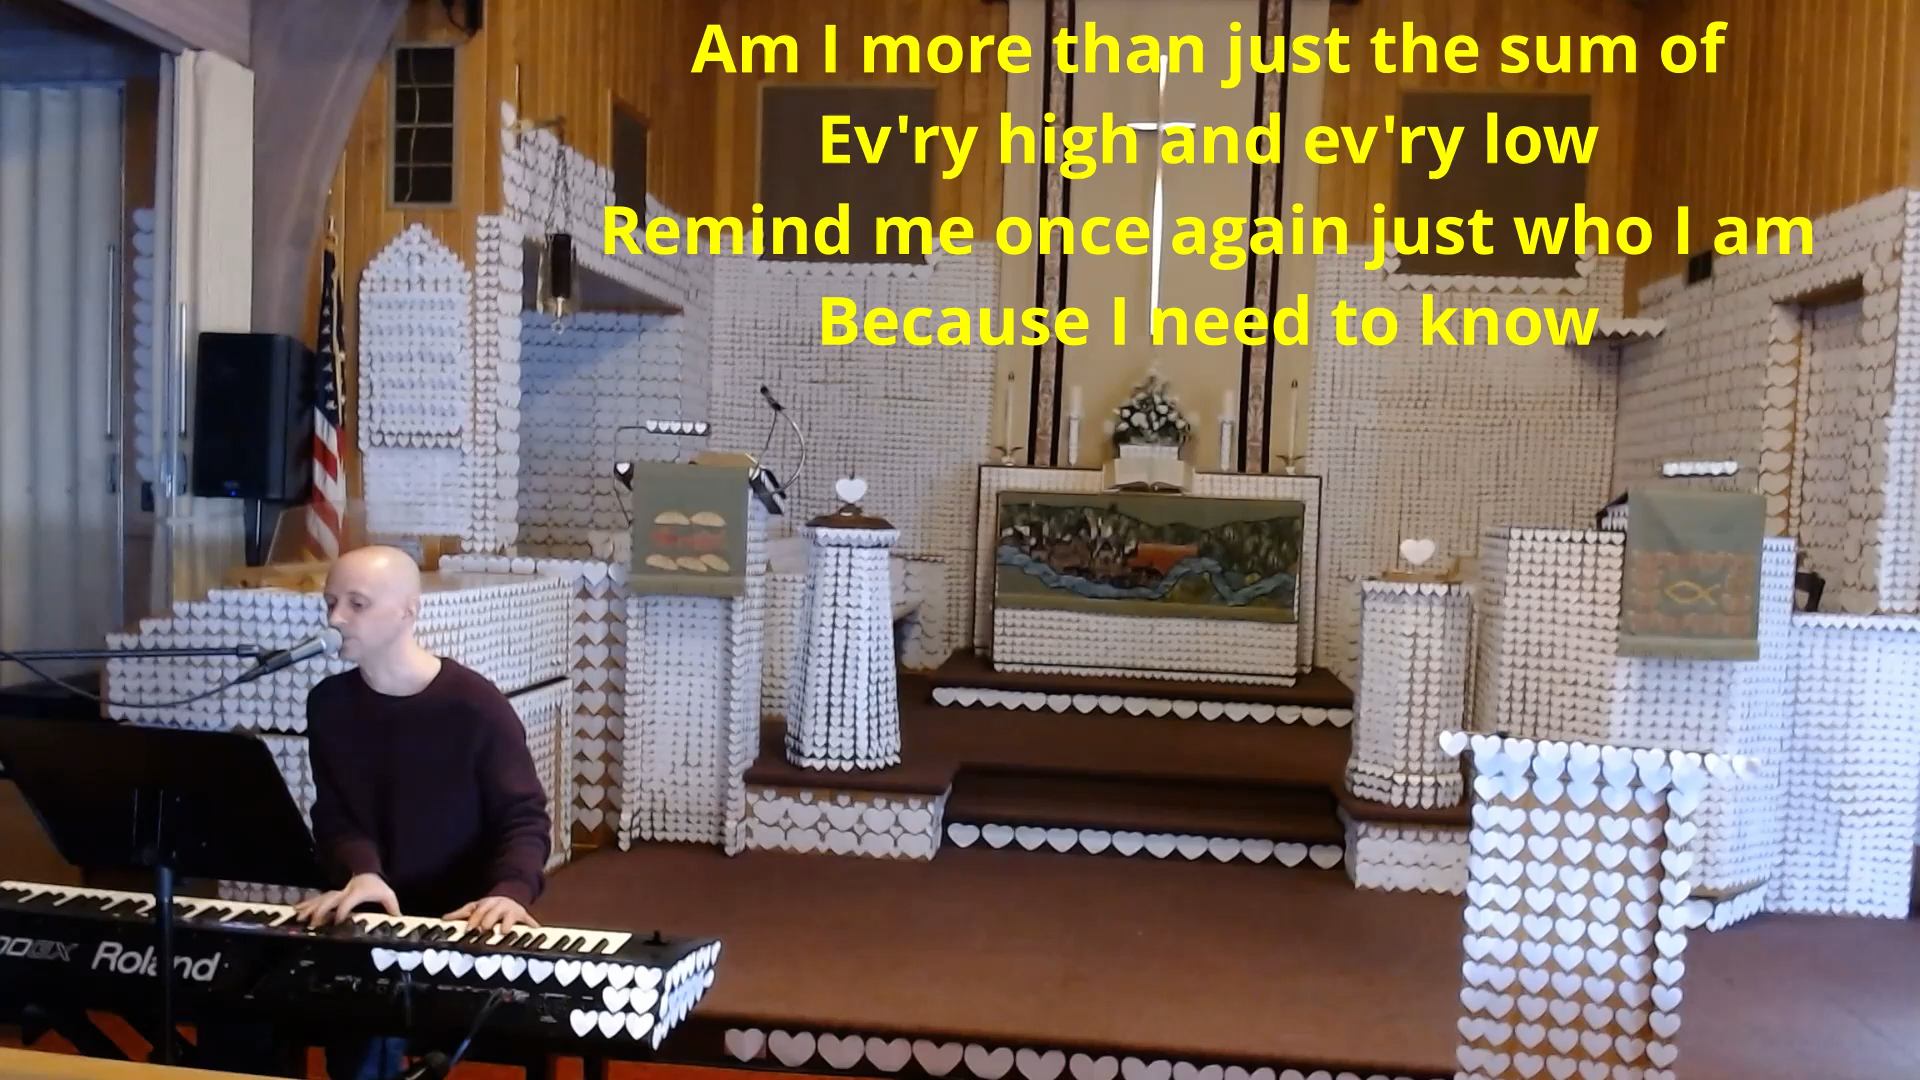 Am I more than just the sum of
Ev'ry high and ev'ry low
Remind me once again just who I am
Because I need to know
Roland